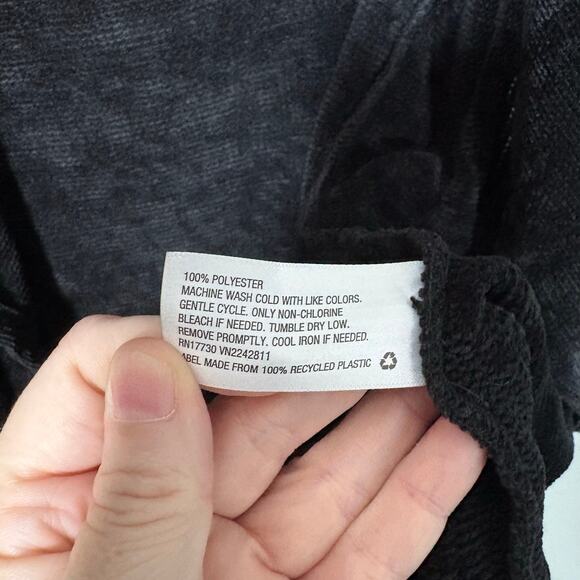 100% POLYESTER
MACHINE WASH COLD WITH LIKE COLORS.
GENTLE CYCLE. ONLY NON-CHLORINE
BLEACH IF NEEDED. TUMBLE DRY LOW.
REMOVE PROMPTLY. COOL IRON IF NEEDED.
RN17730 VN2242811
ABEL MADE FROM 100% RECYCLED PLASTIC